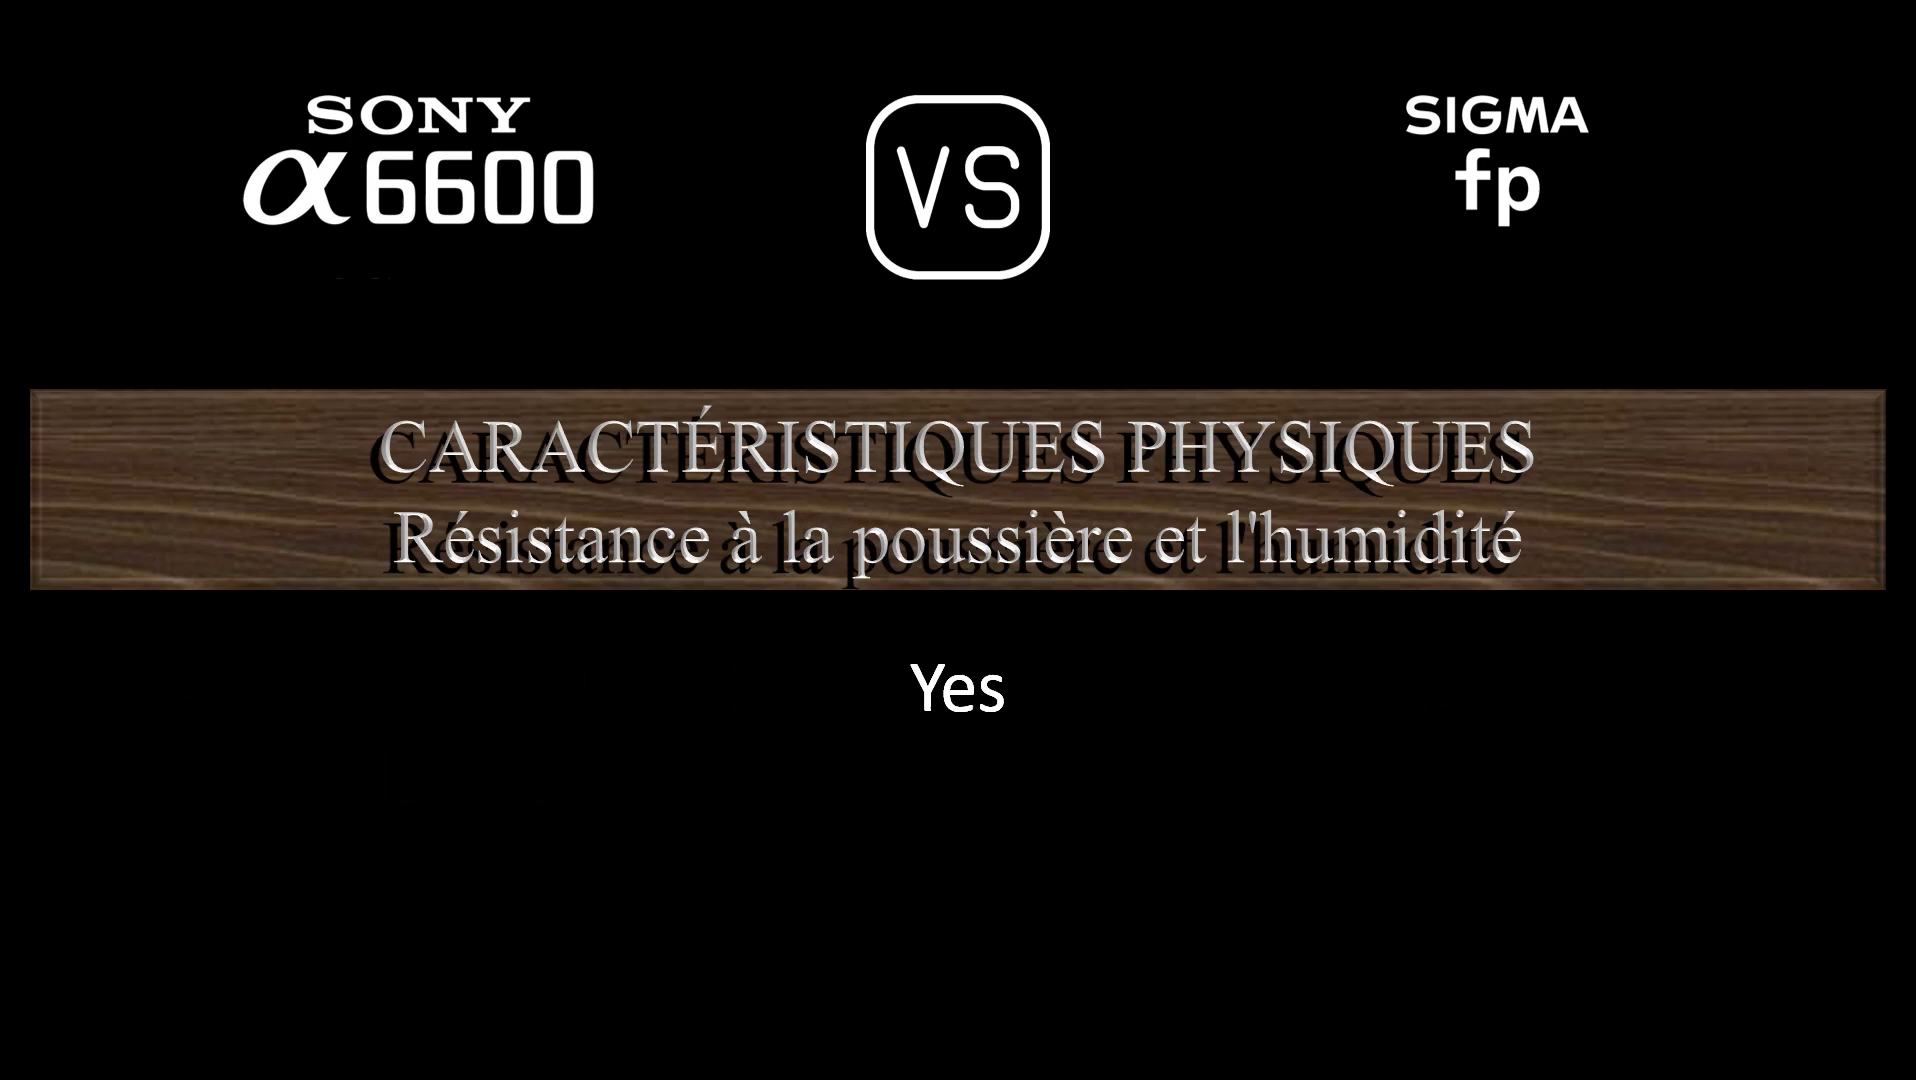 SONY
α6600
VS
SIGMA
fp
CARACTÉRISTIQUES PHYSIQUES
Résistance à la poussière et l'humidité
Yes